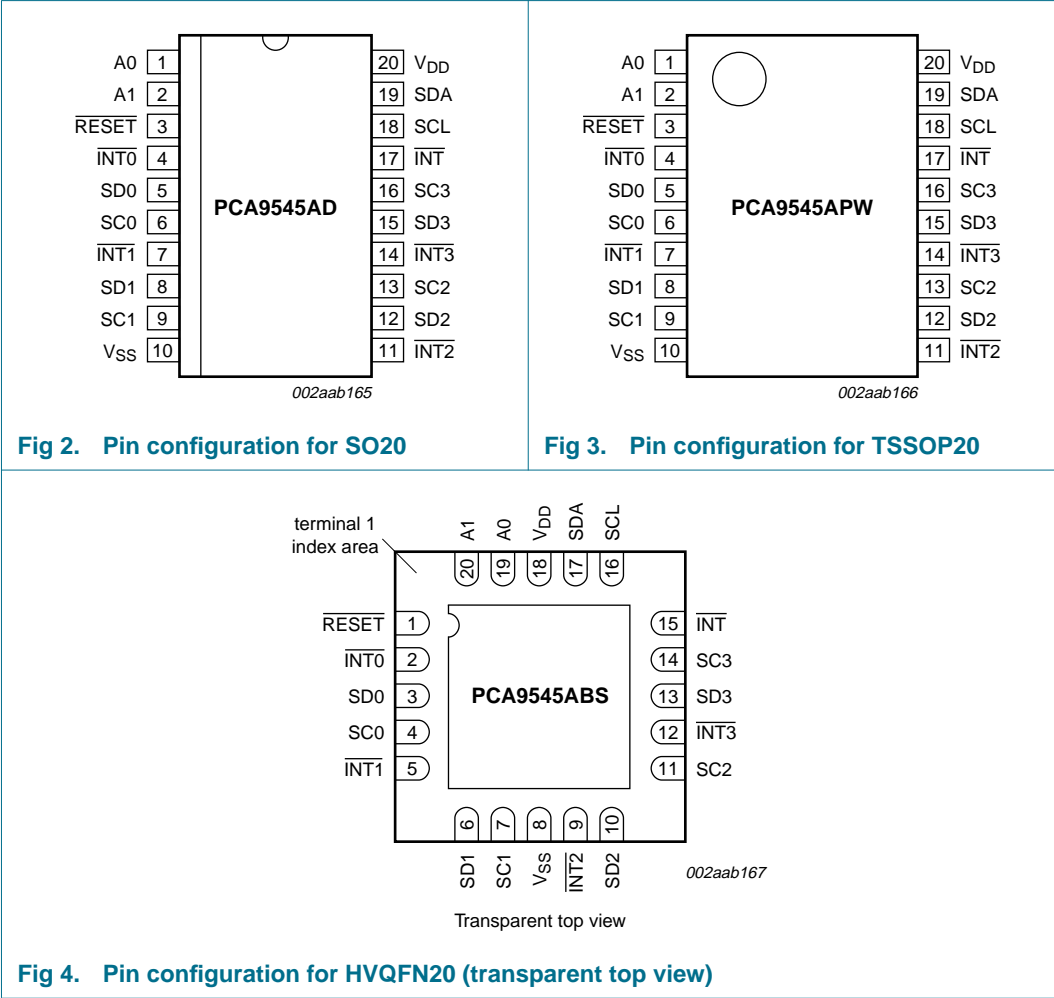 A0 1
A1 2
RESET 3
INT0 4
SD0 5
SC0 6
INT1 7
SD1 8
SC1 9
VSS 10
PCA9545AD
20 VDD
19 SDA
18 SCL
17 INT
16 SC3
15 SD3
14 INT3
13 SC2
12 SD2
11 INT2
002aab165
Fig 2. Pin configuration for SO20
A0 1
A1 2
RESET 3
INT0 4
SD0 5
SC0 6
INT1 7
SD1 8
SC1 9
VSS 10
PCA9545APW
20 VDD
19 SDA
18 SCL
17 INT
16 SC3
15 SD3
14 INT3
13 SC2
12 SD2
11 INT2
002aab166
Fig 3. Pin configuration for TSSOP20
terminal 1
index area
A1 A0 VDD SDA SCL
20 19 18 17 16
RESET 1
INT0 2
SD0 3
SC0 4
INT1 5
PCA9545ABS
15 INT
14 SC3
13 SD3
12 INT3
11 SC2
6 7 8 9 10
SD1 SC1 VSS INT2 SD2
002aab167
Transparent top view
Fig 4. Pin configuration for HVQFN20 (transparent top view)